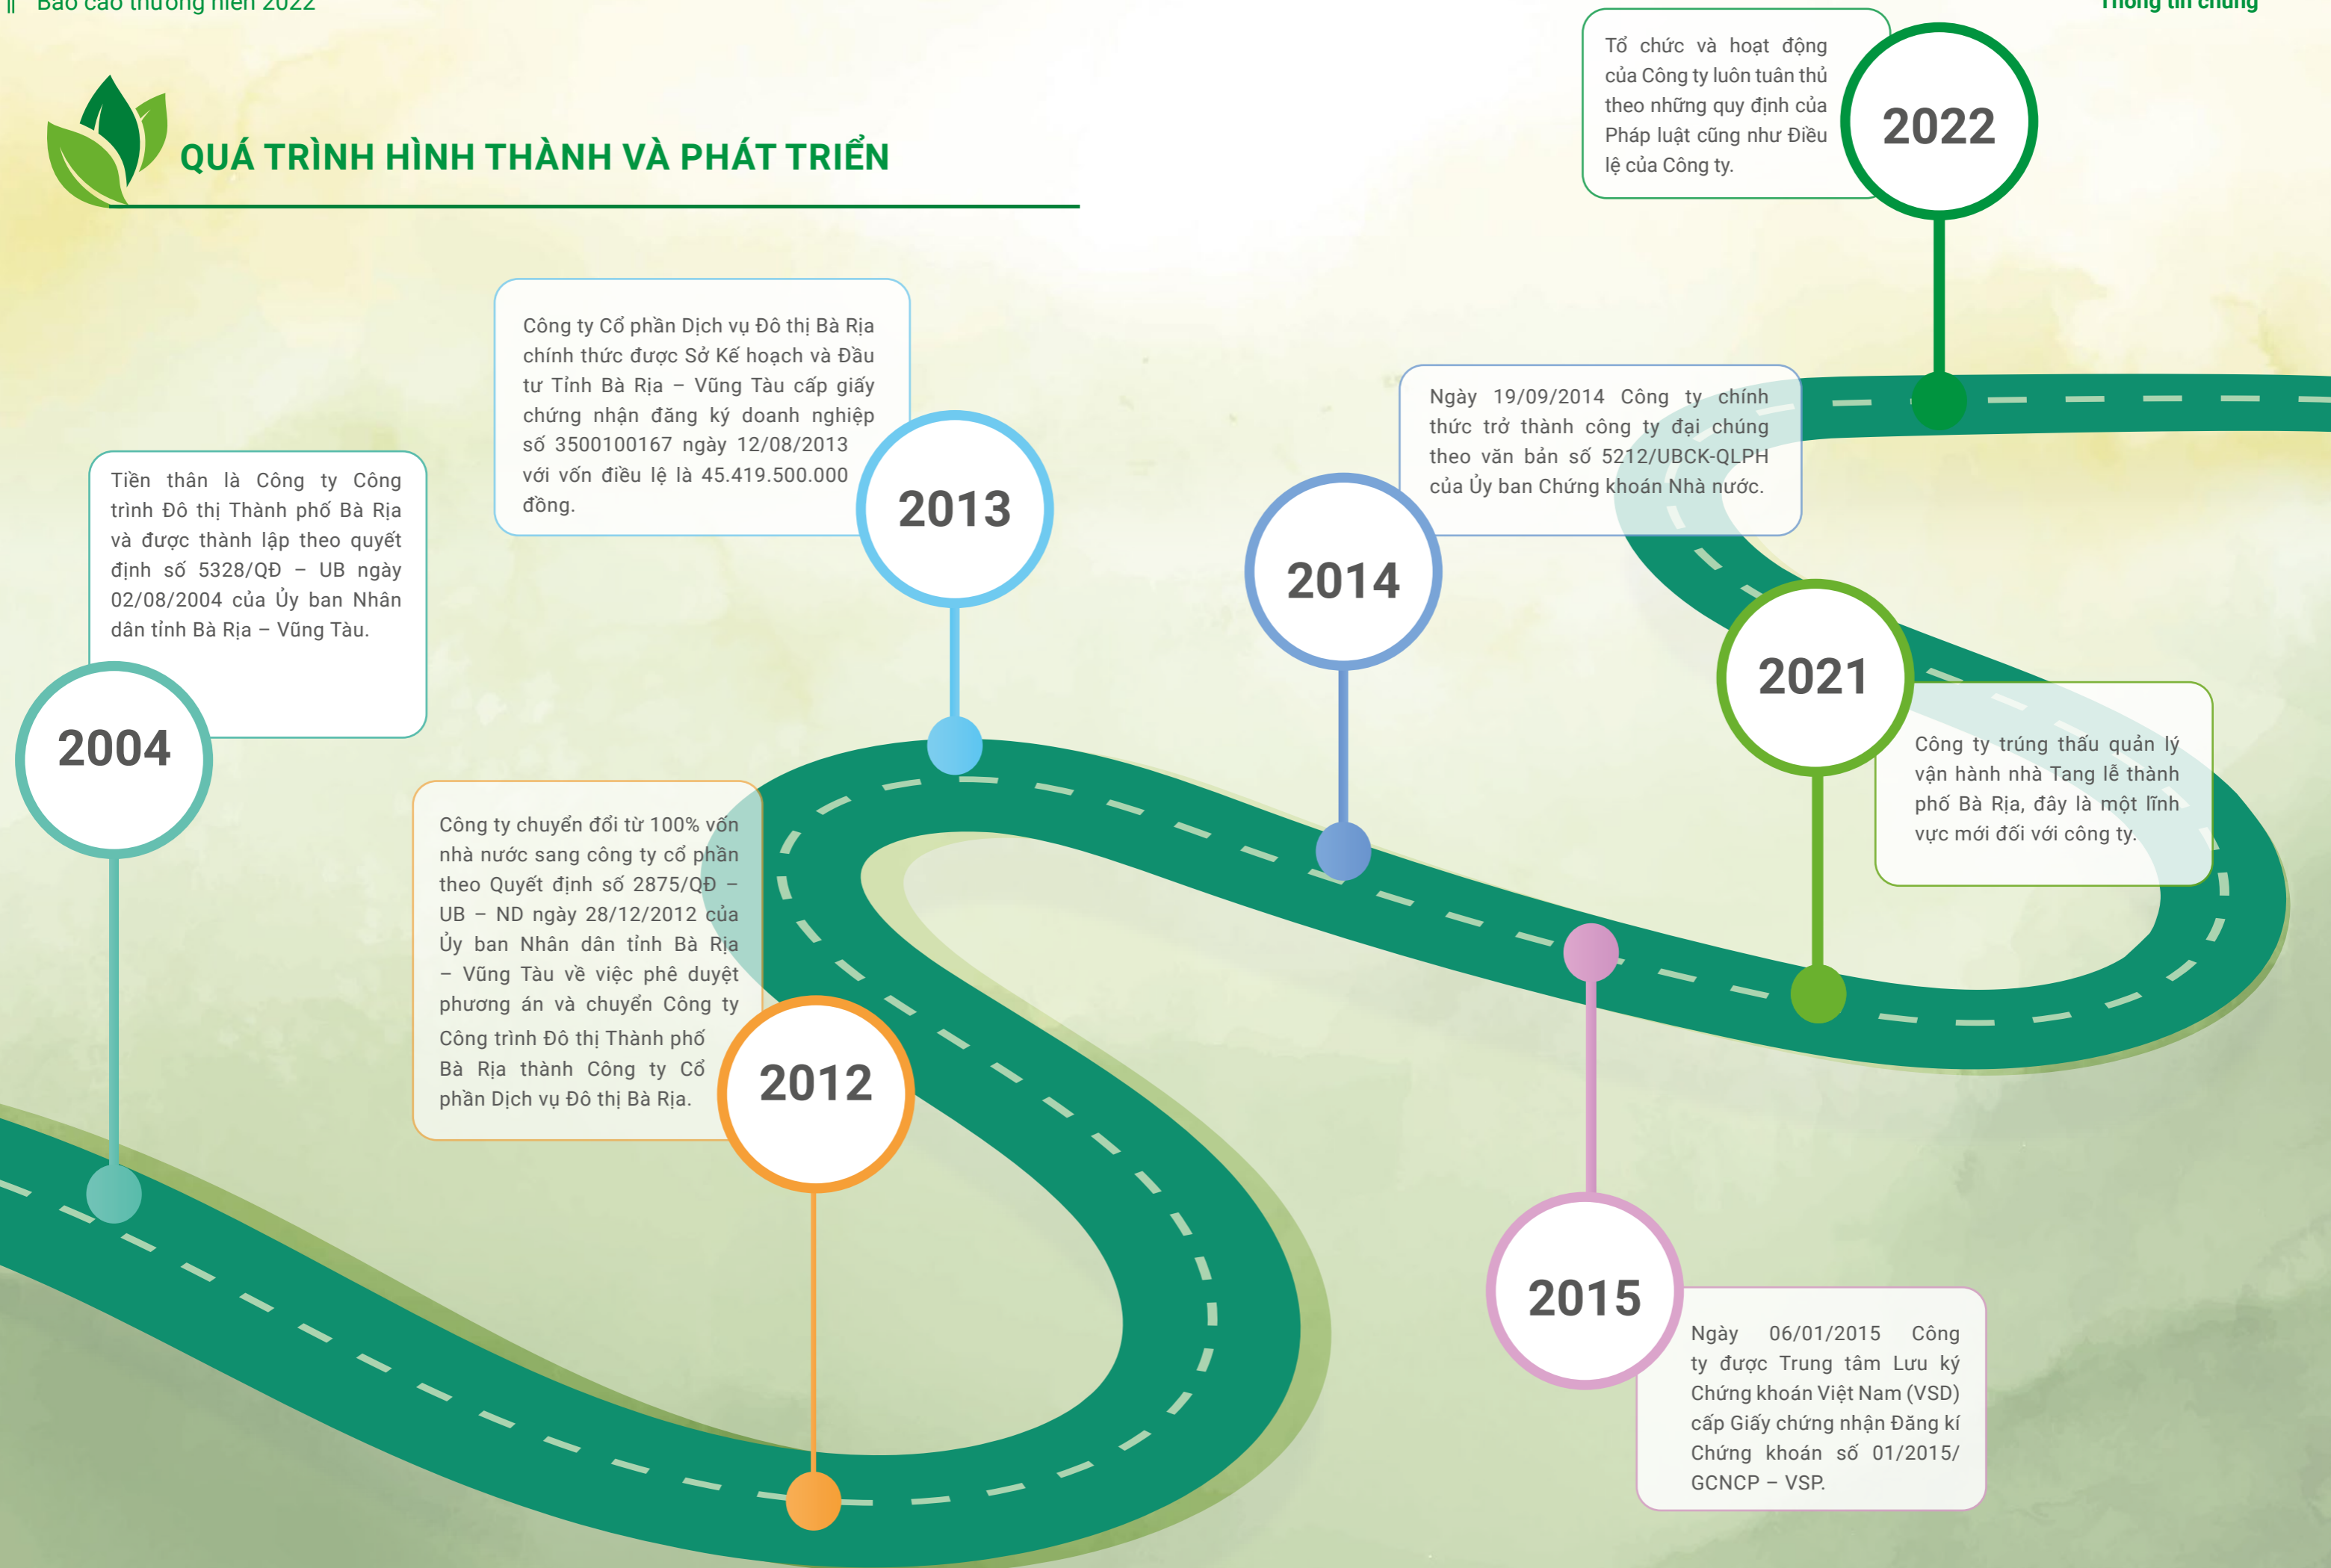 Báo cáo thường niên 2022
Thông tin chung
QUÁ TRÌNH HÌNH THÀNH VÀ PHÁT TRIỂN
Tiền thân là Công ty Công
trình Đô thị Thành phố Bà Rịa
và được thành lập theo quyết
định số 5328/QĐ – UB ngày
02/08/2004 của Ủy ban Nhân
dân tỉnh Bà Rịa – Vũng Tàu.
2004
Công ty chuyển đổi từ 100% vốn
nhà nước sang công ty cổ phần
theo Quyết định số 2875/QĐ –
UB – ND ngày 28/12/2012 của
Ủy ban Nhân dân tỉnh Bà Rịa
– Vũng Tàu về việc phê duyệt
phương án và chuyển Công ty
Công trình Đô thị Thành phố
Bà Rịa thành Công ty Cổ
phần Dịch vụ Đô thị Bà Rịa.
2012
Công ty Cổ phần Dịch vụ Đô thị Bà Rịa
chính thức được Sở Kế hoạch và Đầu
tư Tỉnh Bà Rịa – Vũng Tàu cấp giấy
chứng nhận đăng ký doanh nghiệp
số 3500100167 ngày 12/08/2013
với vốn điều lệ là 45.419.500.000
đồng.
2013
Ngày 19/09/2014 Công ty chính
thức trở thành công ty đại chúng
theo văn bản số 5212/UBCK-QLPH
của Ủy ban Chứng khoán Nhà nước.
2014
2015
Ngày 06/01/2015 Công
ty được Trung tâm Lưu ký
Chứng khoán Việt Nam (VSD)
cấp Giấy chứng nhận Đăng kí
Chứng khoán số 01/2015/
GCNCP – VSP.
2021
Công ty trúng thấu quản lý
vận hành nhà Tang lễ thành
phố Bà Rịa, đây là một lĩnh
vực mới đối với công ty.
Tổ chức và hoạt động
của Công ty luôn tuân thủ
theo những quy định của
Pháp luật cũng như Điều
lệ của Công ty.
2022